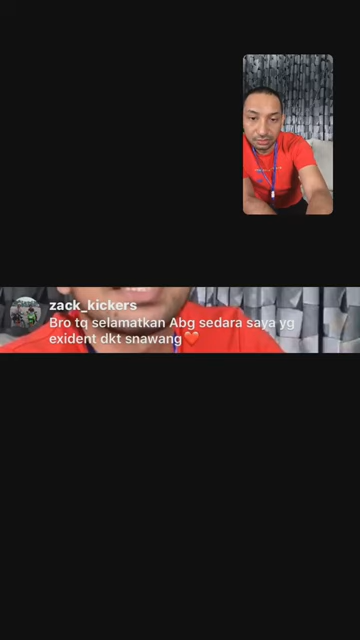 zack_kickers
Bro tq selamatkan Abg sedara saya yg
exident dkt snawang❤️